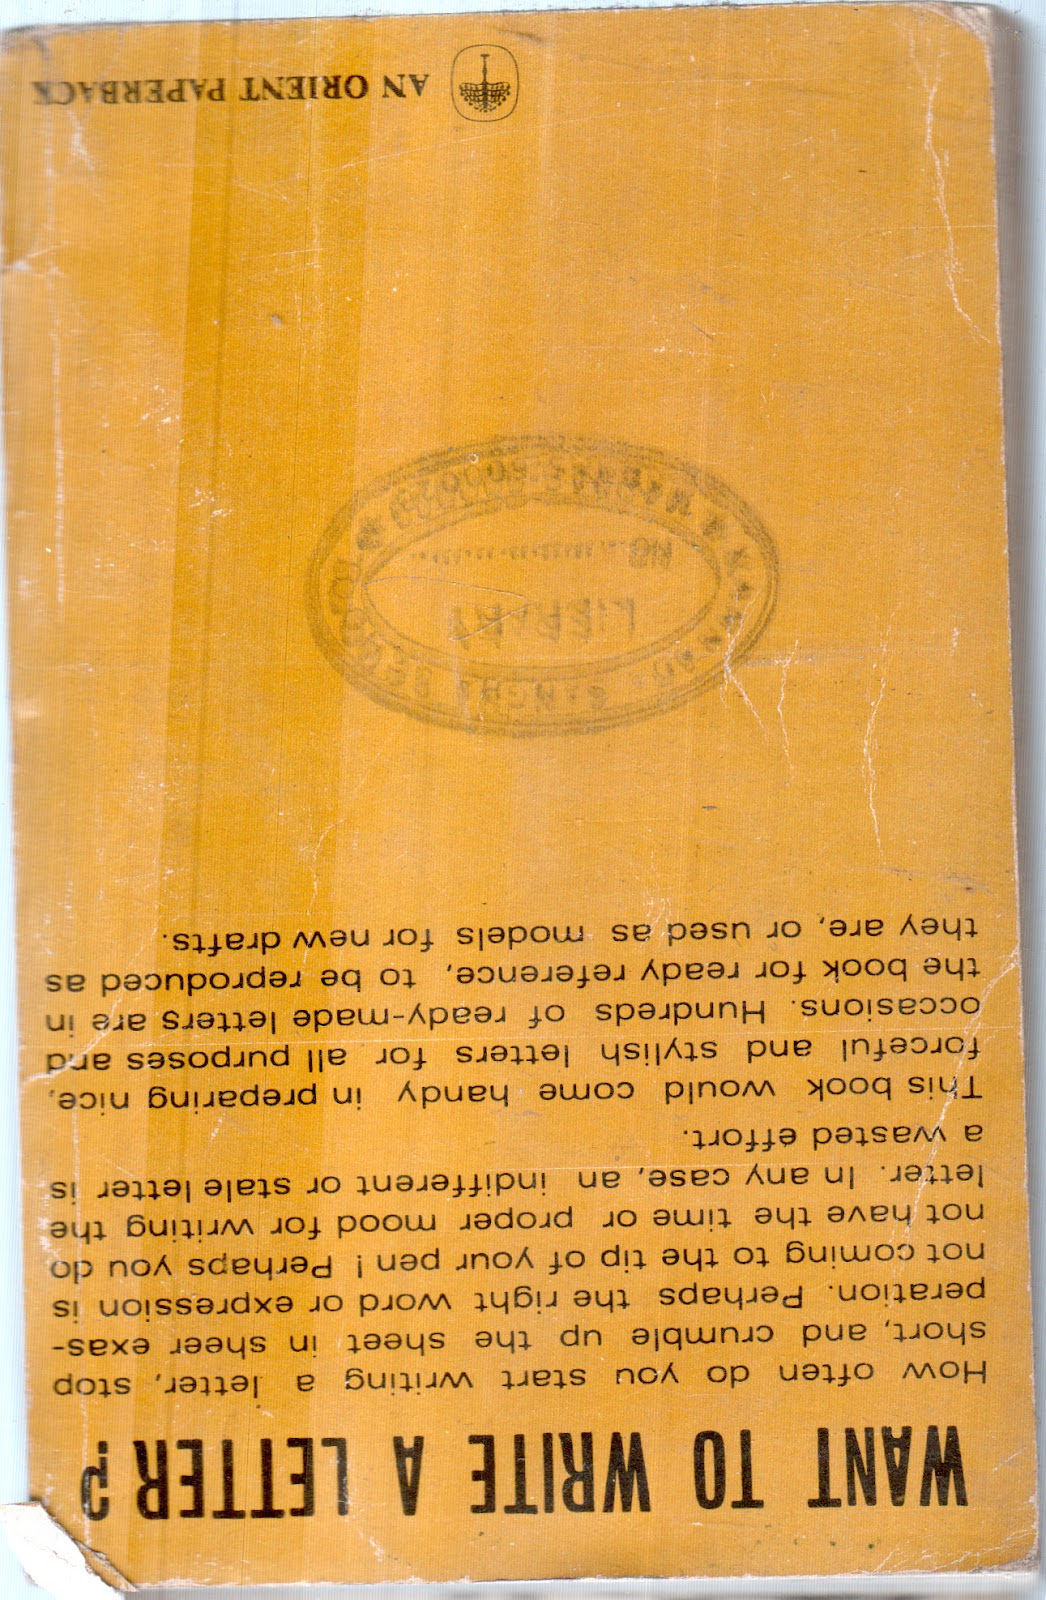 WANT TO WRITE A LETTER?
How often do you start writing a letter, stop
short, and crumble up the sheet in sheer exas-
peration. Perhaps the right word or expression is
not coming to the tip of your pen! Perhaps you do
not have the time or proper mood for writing the
letter. In any case, an indifferent or stale letter is
a wasted effort.
This book would come handy in preparing nice,
forceful and stylish letters for all purposes and
occasions. Hundreds of ready-made letters are in
the book for ready reference, to be reproduced as
they are, or used as models for new drafts.
SANGHA
LIBRARY
NO.
AN ORIENT PAPERBACK